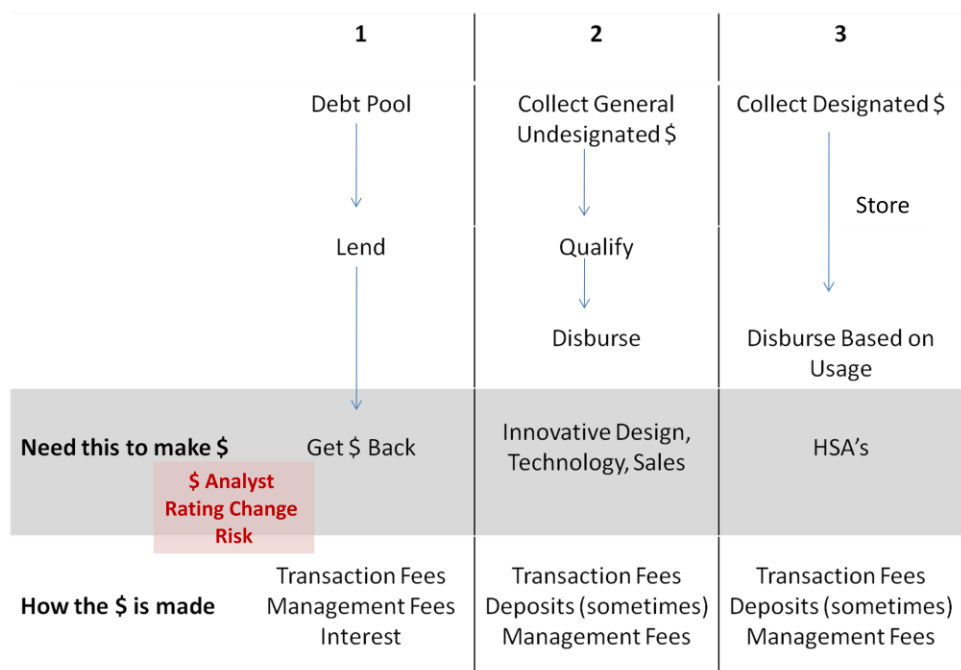 1
2
3
Debt Pool
Collect General
Undesignated $
Collect Designated $
Store
Lend
Qualify
Disburse
Disburse Based on
Usage
Need this to make $
Get $ Back
Innovative Design,
Technology, Sales
HSA's
$ Analyst
Rating Change
Risk
How the $ is made
Transaction Fees
Management Fees
Interest
Transaction Fees
Deposits (sometimes)
Management Fees
Transaction Fees
Deposits (sometimes)
Management Fees